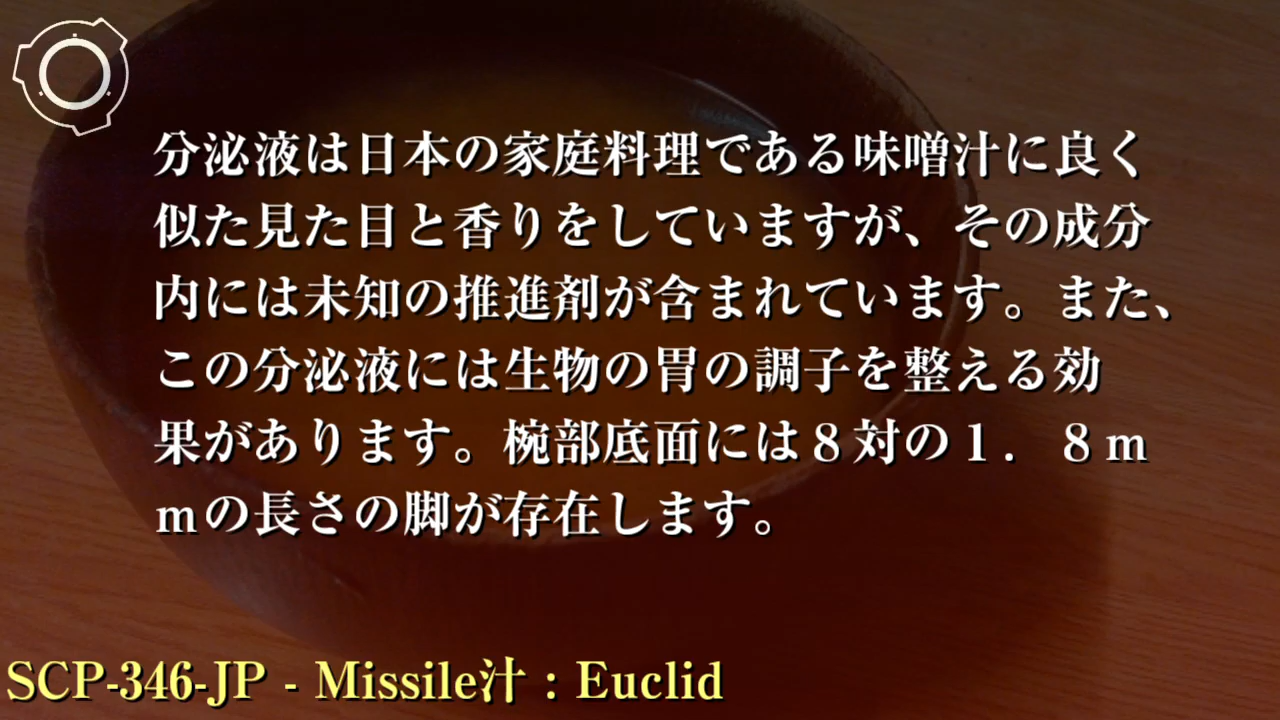 分泌液は日本の家庭料理である味噌汁に良く
似た見た目と香りをしていますが、その成分
内には未知の推進剤が含まれています。また、
この分泌液には生物の胃の調子を整える効
果があります。椀部底面には８対の１．８ｍ
ｍの長さの脚が存在します。
SCP-346-JP - Missile汁：Euclid